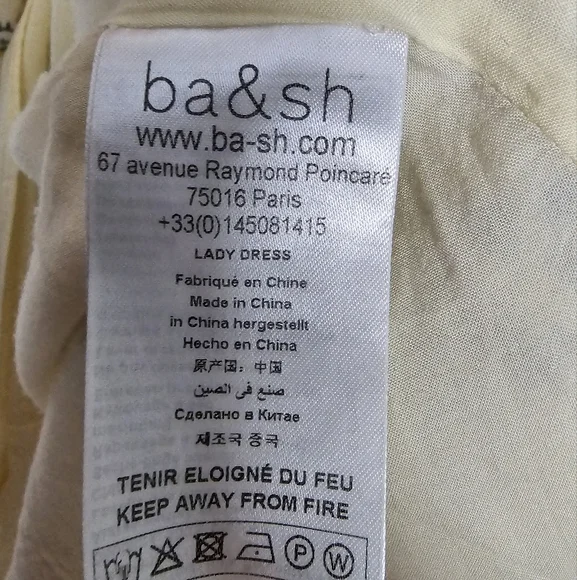 ba&sh
www.ba-sh.com
67 avenue Raymond Poincaré
75016 Paris
+33(0)145081415
LADY DRESS
Fabriqué en Chine
Made in China
in China hergestellt
Hecho en China
原产国：中国
صنع في الصين
Сделано в Китае
제조국 중국
TENIR ELOIGNÉ DU FEU
KEEP AWAY FROM FIRE
P W